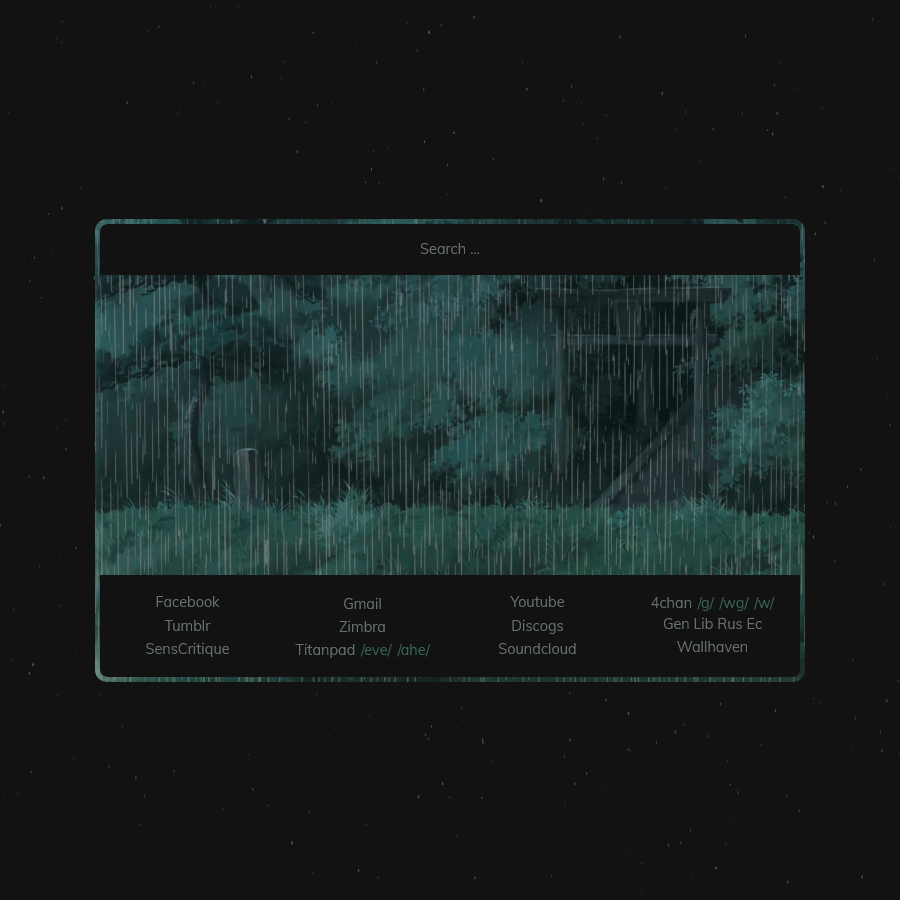 Search ...
Facebook
Tumblr
SensCritique
Gmail
Zimbra
Titanpad /eve/ /ahe/
Youtube
Discogs
Soundcloud
4chan /g/ /wg/ /w/
Gen Lib Rus Ec
Wallhaven